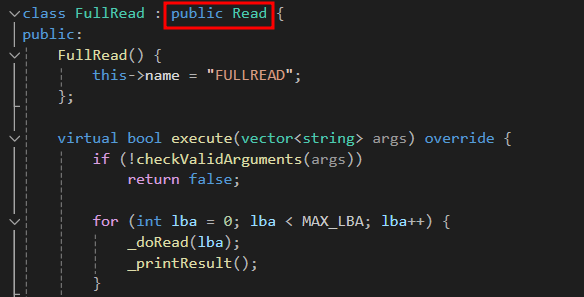 class FullRead : public Read {
public:
    FullRead() {
        this->name = "FULLREAD";
    };

    virtual bool execute(vector<string> args) override {
        if (!checkValidArguments(args))
            return false;

        for (int lba = 0; lba < MAX_LBA; lba++) {
            _doRead(lba);
            _printResult();
        }